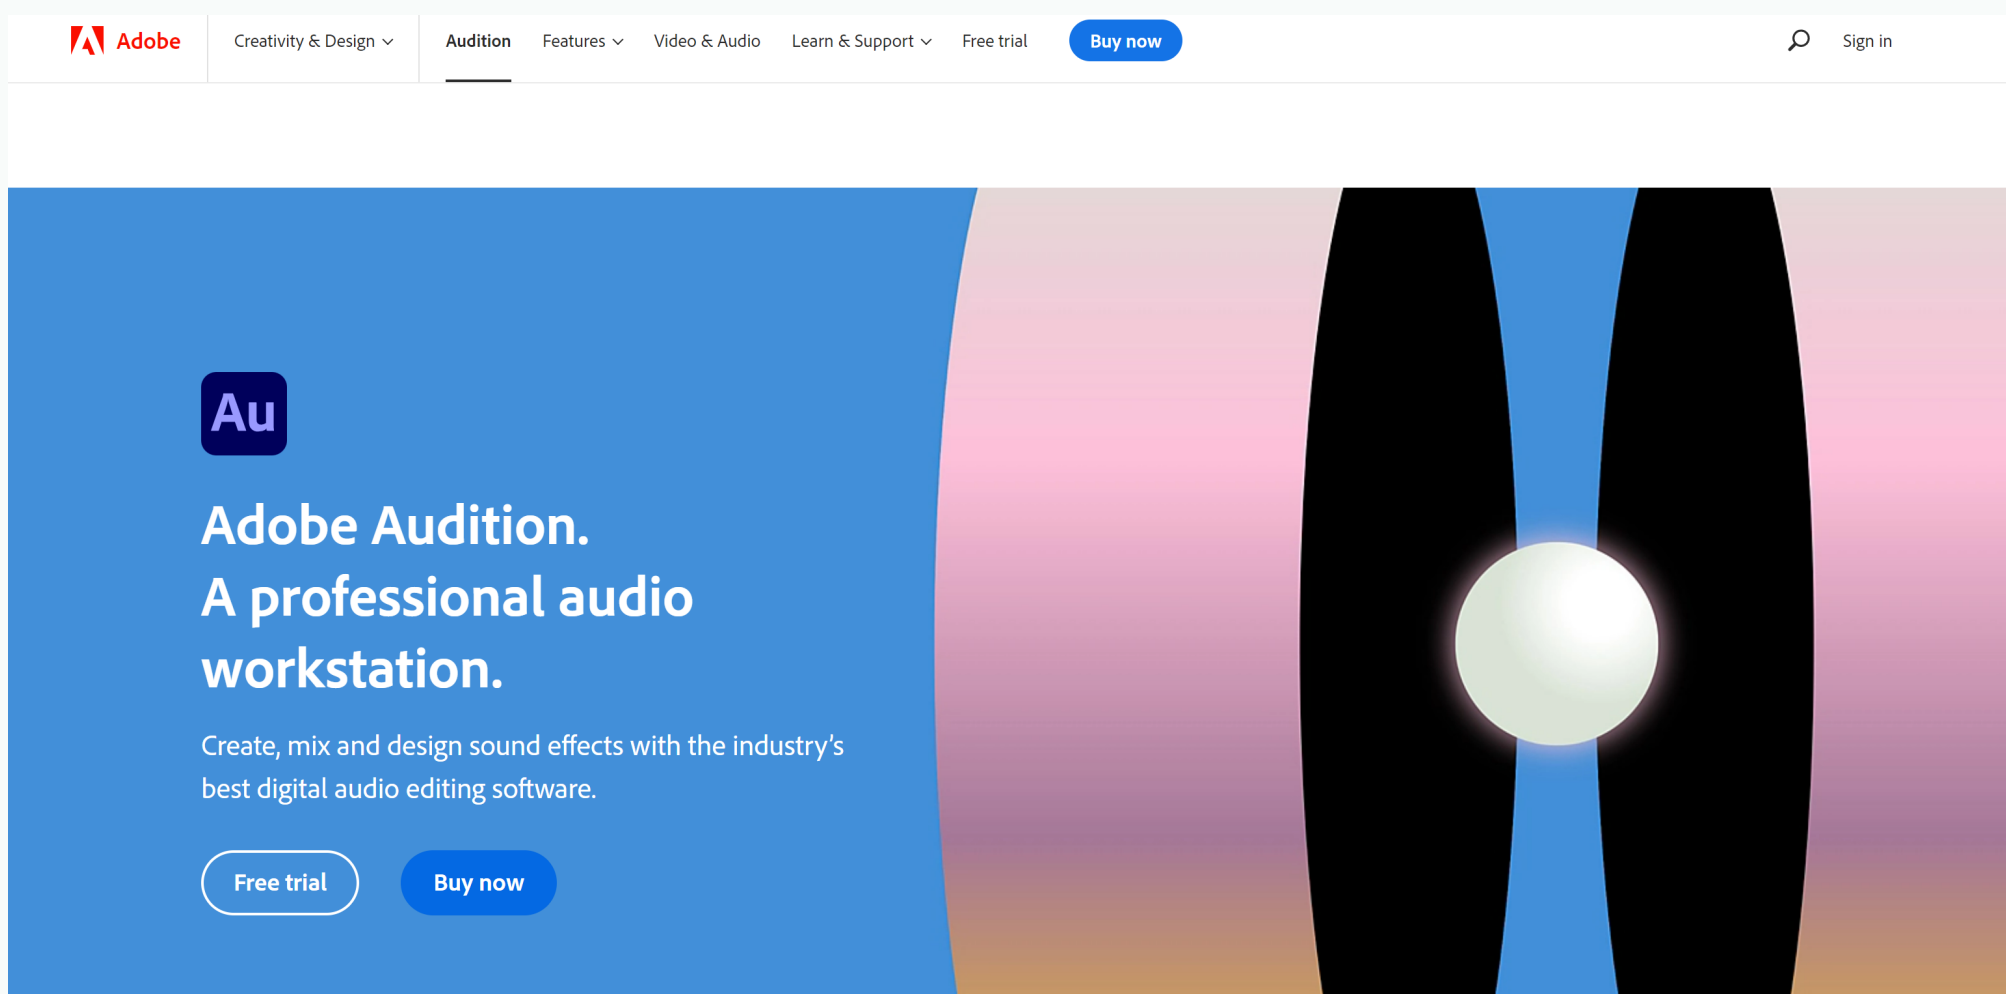 Adobe
Creativity & Design
Audition
Features
Video & Audio
Learn & Support
Free trial
Buy now
Sign in
Au
Adobe Audition.
A professional audio
workstation.
Create, mix and design sound effects with the industry’s
best digital audio editing software.
Free trial
Buy now